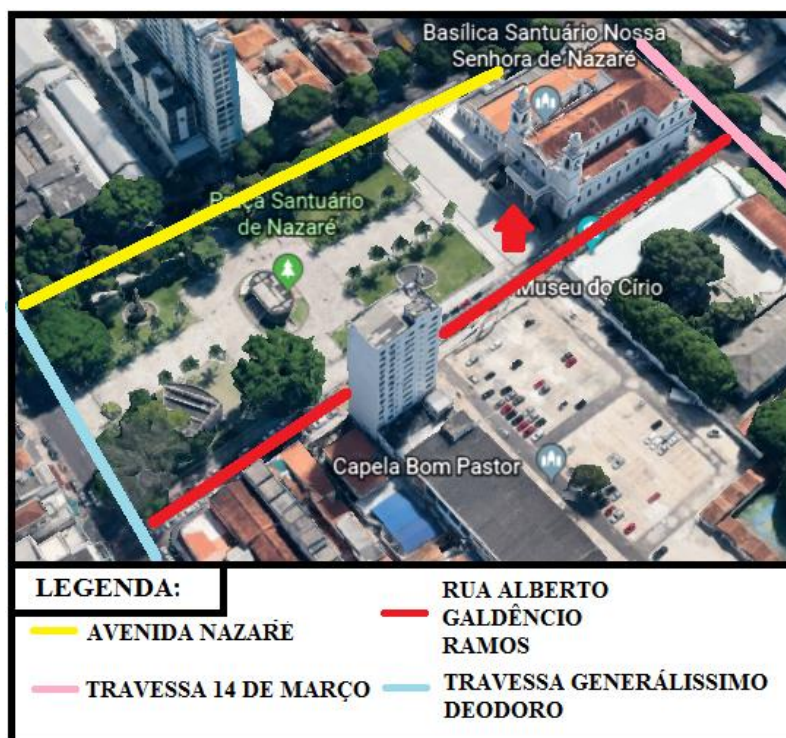 Basílica Santuário Nossa
Senhora de Nazaré
Praça Santuário
de Nazaré
Museu do Círio
Capela Bom Pastor
LEGENDA:
AVENIDA NAZARÉ
RUA ALBERTO
GALDÊNCIO
RAMOS
TRAVESSA 14 DE MARÇO
TRAVESSA GENERÁLISSIMO
DEODORO